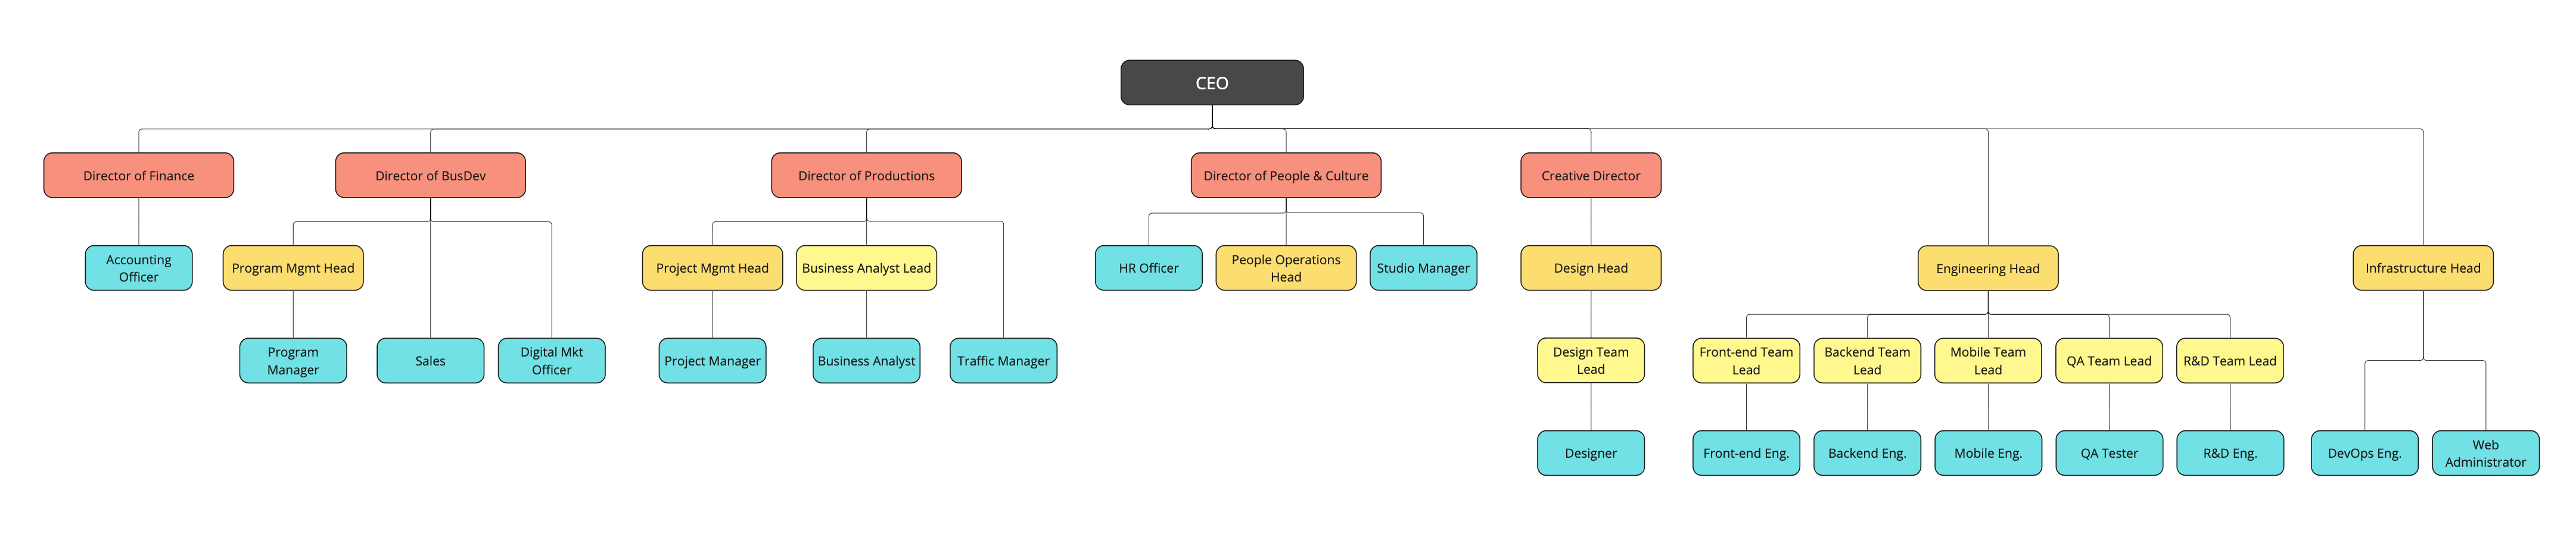 CEO
Director of Finance
Director of BusDev
Director of Productions
Director of People & Culture
Creative Director
Accounting
Officer
Program Mgmt Head
Project Mgmt Head
Business Analyst Lead
HR Officer
People Operations
Head
Studio Manager
Design Head
Engineering Head
Infrastructure Head
Program
Manager
Sales
Digital Mkt
Officer
Project Manager
Business Analyst
Traffic Manager
Design Team
Lead
Front-end Team
Lead
Backend Team
Lead
Mobile Team
Lead
QA Team Lead
R&D Team Lead
Designer
Front-end Eng.
Backend Eng.
Mobile Eng.
QA Tester
R&D Eng.
DevOps Eng.
Web
Administrator